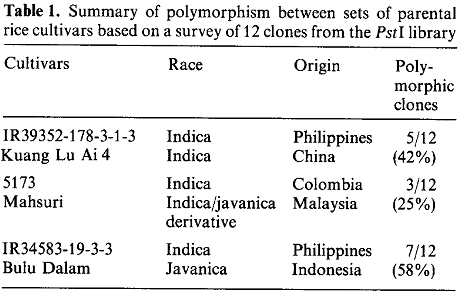 Table 1. Summary of polymorphism between sets of parental
rice cultivars based on a survey of 12 clones from the PstI library
Cultivars Race Origin Poly-
morphic
clones
IR39352-178-3-1-3 Indica Philippines 5/12
Kuang Lu Ai 4 Indica China (42%)
5173 Indica Colombia 3/12
Mahsuri Indica/javanica Malaysia (25%)
derivative
IR34583-19-3-3 Indica Philippines 7/12
Bulu Dalam Javanica Indonesia (58%)